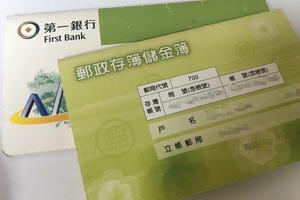 第一銀行
First Bank
郵政存簿儲金簿
郵局代號 700
存簿帳號 局號(含檢號) 帳號(含檢號)
戶名
立帳郵局